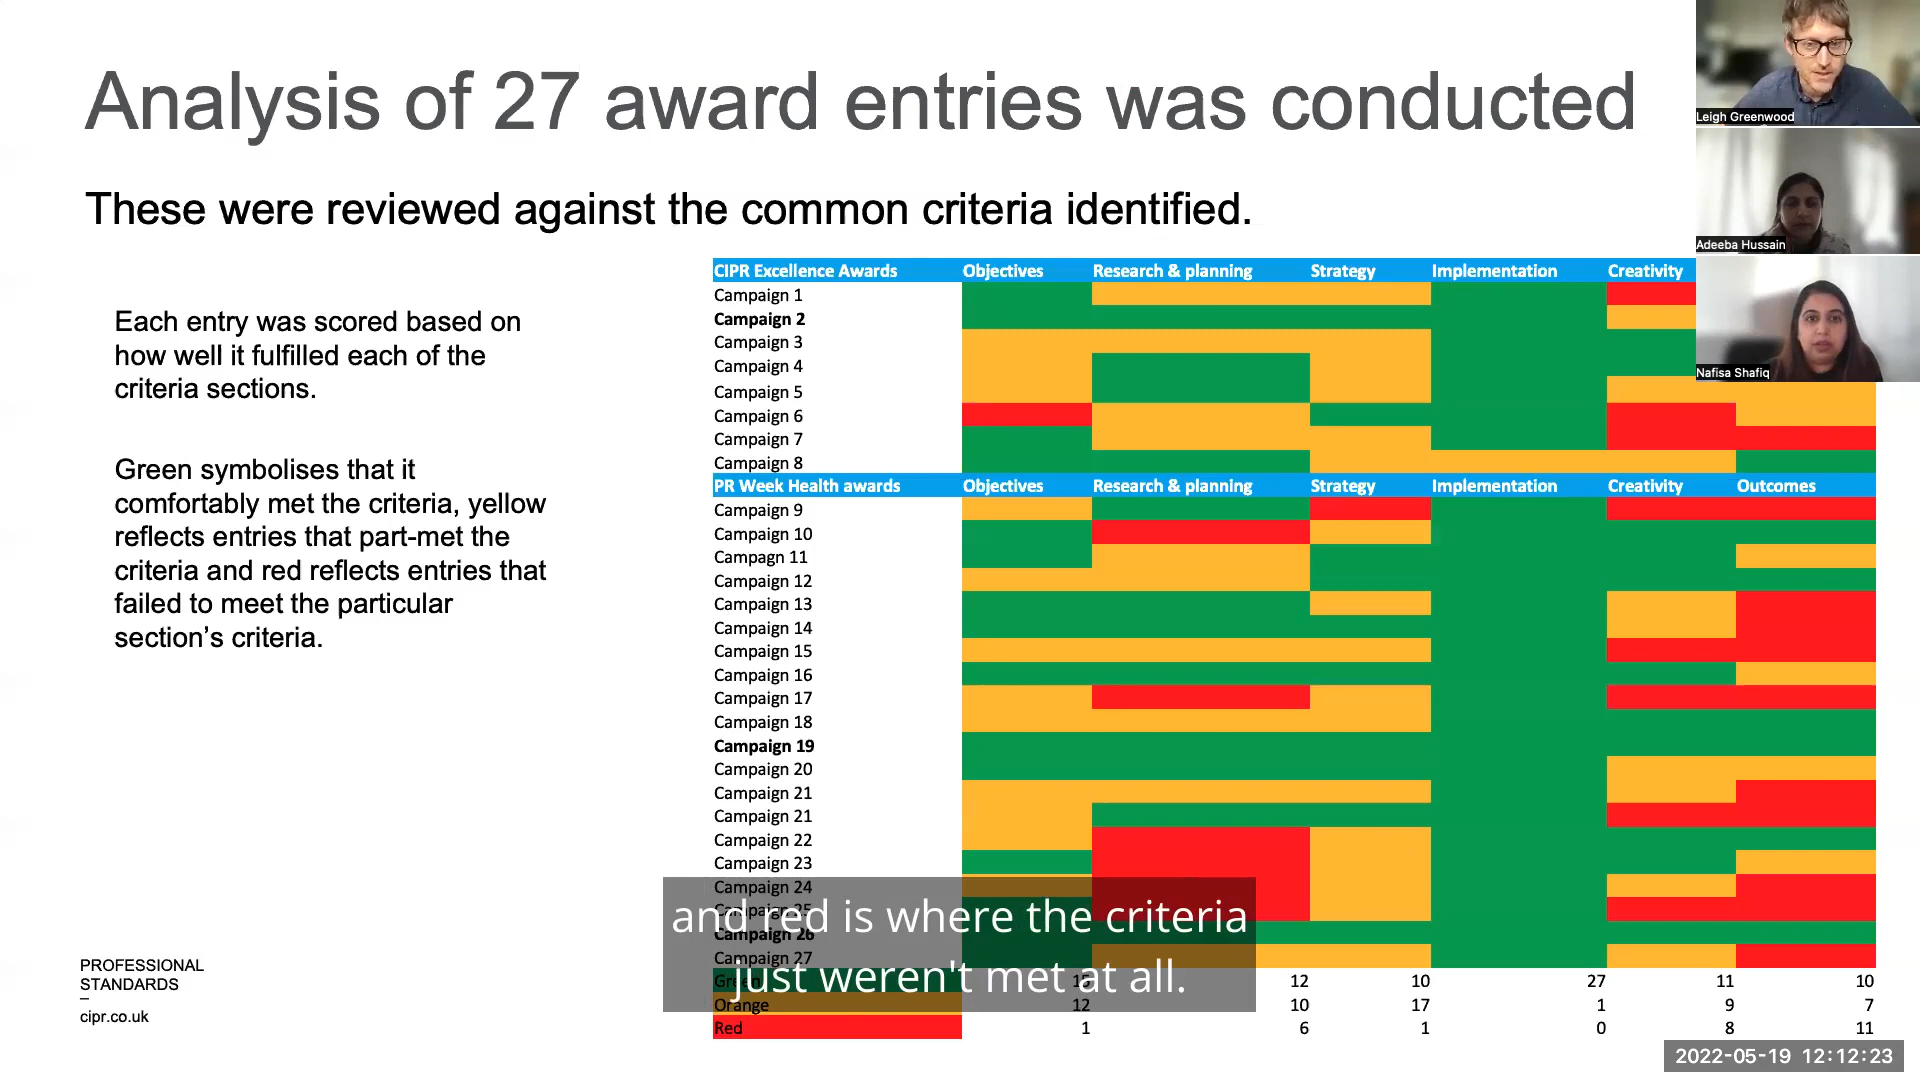 Analysis of 27 award entries was conducted
These were reviewed against the common criteria identified.
Each entry was scored based on
how well it fulfilled each of the
criteria sections.
Green symbolises that it
comfortably met the criteria, yellow
reflects entries that part-met the
criteria and red reflects entries that
failed to meet the particular
section’s criteria.
PROFESSIONAL
STANDARDS
–
cipr.co.uk
CIPR Excellence Awards Objectives Research & planning Strategy Implementation Creativity
Campaign 1
Campaign 2
Campaign 3
Campaign 4
Campaign 5
Campaign 6
Campaign 7
Campaign 8
PR Week Health awards Objectives Research & planning Strategy Implementation Creativity Outcomes
Campaign 9
Campaign 10
Campagn 11
Campaign 12
Campaign 13
Campaign 14
Campaign 15
Campaign 16
Campaign 17
Campaign 18
Campaign 19
Campaign 20
Campaign 21
Campaign 21
Campaign 22
Campaign 23
Campaign 24
Campaign 25
Campaign 26
Campaign 27
Green 15 12 10 27 11 10
Orange 12 10 17 1 9 7
Red 1 6 1 0 8 11
and red is where the criteria
just weren't met at all.
Leigh Greenwood
Adeeba Hussain
Nafisa Shafiq
2022-05-19 12:12:23